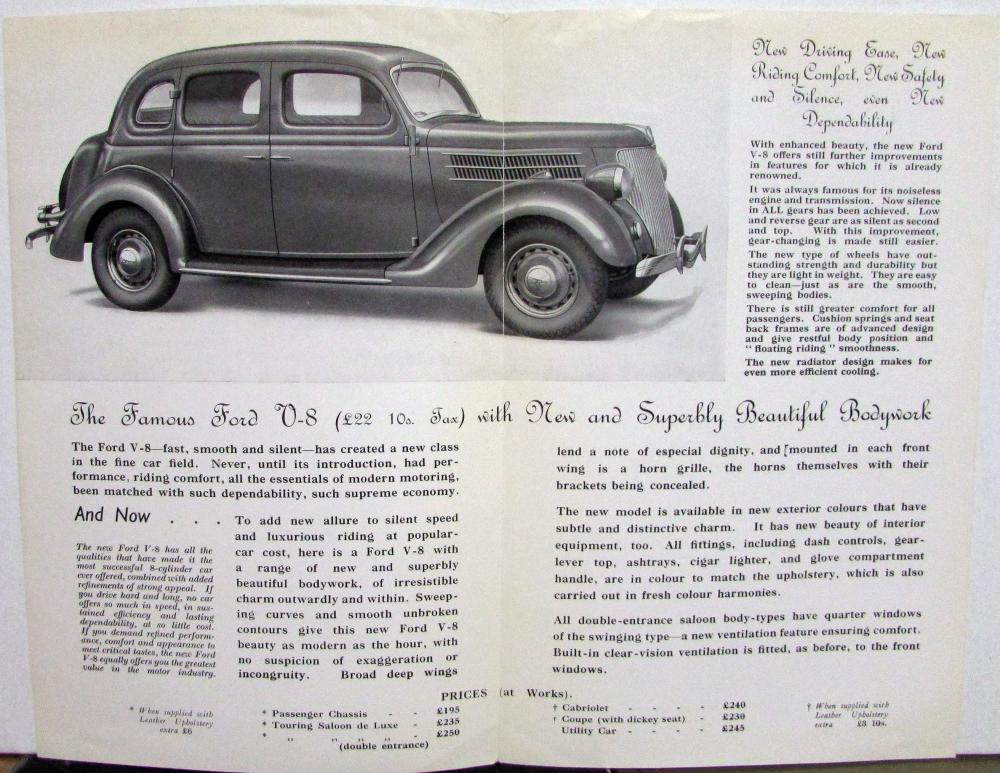 New Driving Ease, New
Riding Comfort, New Safety
and Silence, even New
Dependability
With enhanced beauty, the new Ford
V-8 offers still further improvements
in features for which it is already
renowned.
It was always famous for its noiseless
engine and transmission. Now silence
in ALL gears has been achieved. Low
and reverse gear are as silent as second
and top. With this improvement,
gear-changing is made still easier.
The new type of wheels have out-
standing strength and durability but
they are light in weight. They are easy
to clean—just as are the smooth,
sweeping bodies.
There is still greater comfort for all
passengers. Cushion springs and seat
back frames are of advanced design
and give restful body position and
“ floating riding ” smoothness.
The new radiator design makes for
even more efficient cooling.
The Famous Ford V-8 (£22 10s. Tax) with New and Superbly Beautiful Bodywork
The Ford V-8—fast, smooth and silent—has created a new class
in the fine car field. Never, until its introduction, had per-
formance, riding comfort, all the essentials of modern motoring,
been matched with such dependability, such supreme economy.
And Now . . .
The new Ford V-8 has all the
qualities that have made it the
most successful 8-cylinder car
ever offered, combined with added
refinements of strong appeal. If
you drive hard and long, no car
offers so much in speed, in sus-
tained efficiency and lasting
dependability, at so little cost.
If you demand refined perform-
ance, comfort and appearance to
meet critical tastes, the new Ford
V-8 equally offers you the greatest
value in the motor industry.
To add new allure to silent speed
and luxurious riding at popular-
car cost, here is a Ford V-8 with
a range of new and superbly
beautiful bodywork, of irresistible
charm outwardly and within. Sweep-
ing curves and smooth unbroken
contours give this new Ford V-8
beauty as modern as the hour, with
no suspicion of exaggeration or
incongruity. Broad deep wings
lend a note of especial dignity, and [mounted in each front
wing is a horn grille, the horns themselves with their
brackets being concealed.
The new model is available in new exterior colours that have
subtle and distinctive charm. It has new beauty of interior
equipment, too. All fittings, including dash controls, gear-
lever top, ashtrays, cigar lighter, and glove compartment
handle, are in colour to match the upholstery, which is also
carried out in fresh colour harmonies.
All double-entrance saloon body-types have quarter windows
of the swinging type—a new ventilation feature ensuring comfort.
Built-in clear-vision ventilation is fitted, as before, to the front
windows.
PRICES (at Works).
* When supplied with
Leather Upholstery
extra £6
* Passenger Chassis - - £195
* Touring Saloon de Luxe - £235
* ,, ,, ,, ,, - £250
(double entrance)
† Cabriolet - - - - £240
† Coupe (with dickey seat) - £230
Utility Car - - - - £245
† When supplied with
Leather Upholstery
extra £8 10s.